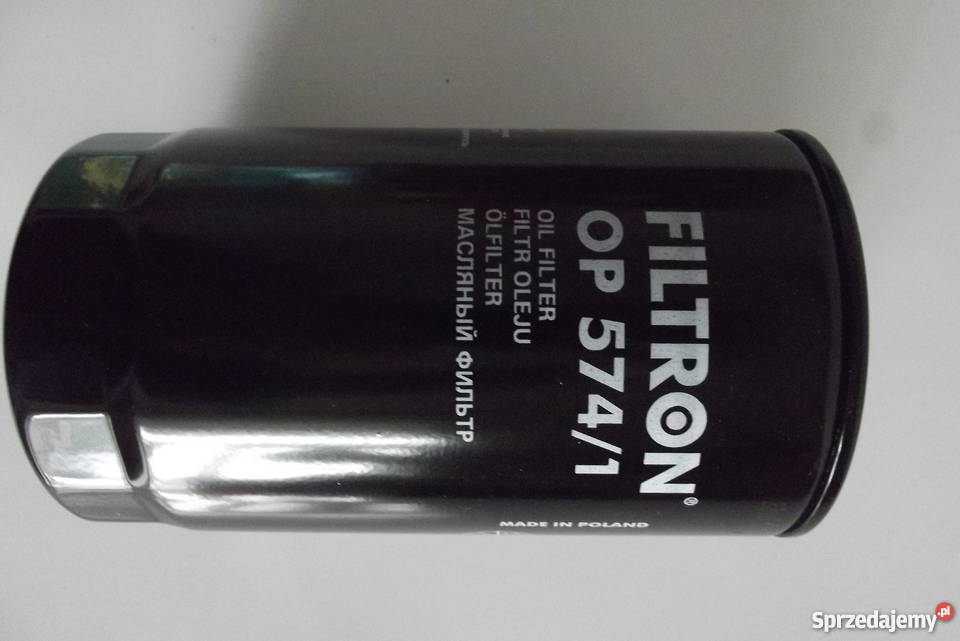 FILTRON®
OP 574/1
OIL FILTER
FILTR OLEJU
ÖLFILTER
МАСЛЯНЫЙ ФИЛЬТР
MADE IN POLAND
Sprzedajemy.pl